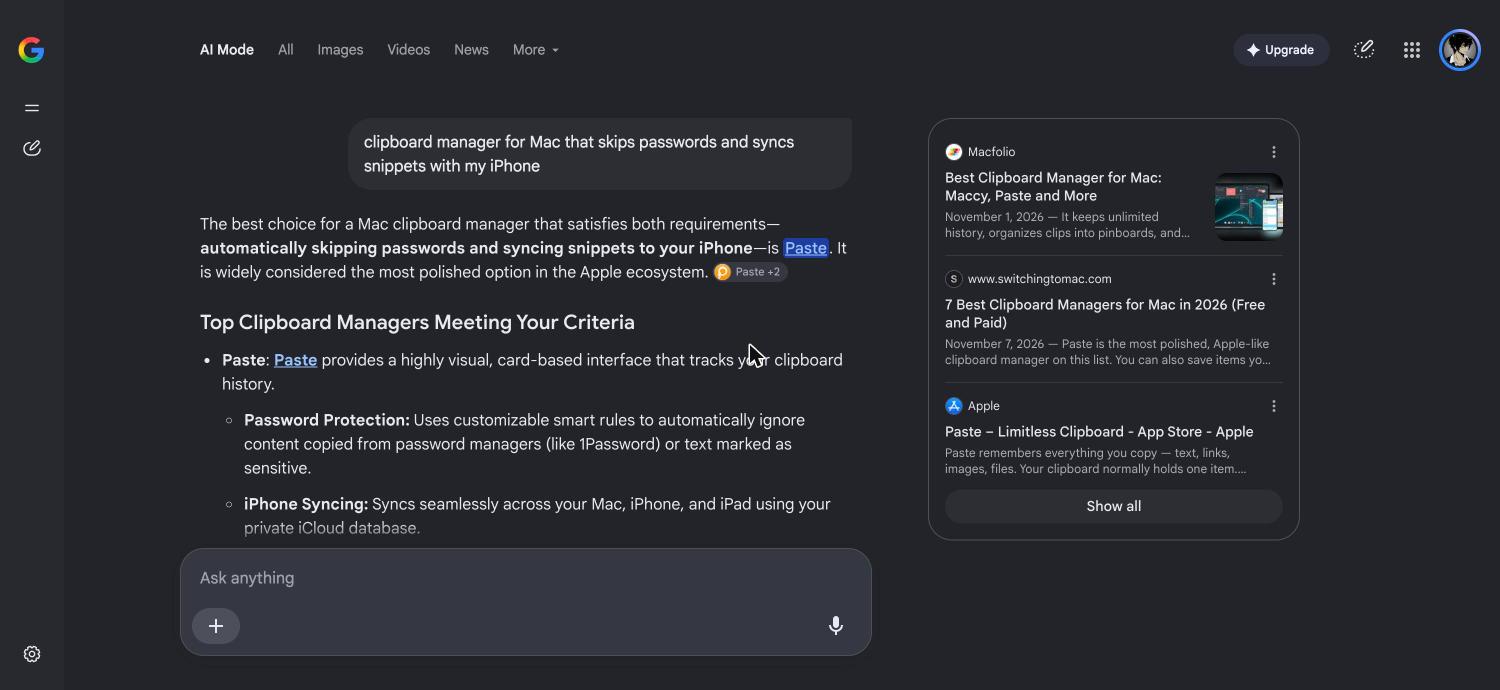 AI Mode All Images Videos News More
Upgrade
clipboard manager for Mac that skips passwords and syncs
snippets with my iPhone
The best choice for a Mac clipboard manager that satisfies both requirements—
automatically skipping passwords and syncing snippets to your iPhone—is Paste. It
is widely considered the most polished option in the Apple ecosystem. Paste +2
Top Clipboard Managers Meeting Your Criteria
• Paste: Paste provides a highly visual, card-based interface that tracks your clipboard
history.
◦ Password Protection: Uses customizable smart rules to automatically ignore
content copied from password managers (like 1Password) or text marked as
sensitive.
◦ iPhone Syncing: Syncs seamlessly across your Mac, iPhone, and iPad using your
private iCloud database.
Ask anything
Macfolio
Best Clipboard Manager for Mac:
Maccy, Paste and More
November 1, 2026 — It keeps unlimited
history, organizes clips into pinboards, and...
S www.switchingtomac.com
7 Best Clipboard Managers for Mac in 2026 (Free
and Paid)
November 7, 2026 — Paste is the most polished, Apple-like
clipboard manager on this list. You can also save items yo...
Apple
Paste – Limitless Clipboard - App Store - Apple
Paste remembers everything you copy — text, links,
images, files. Your clipboard normally holds one item....
Show all